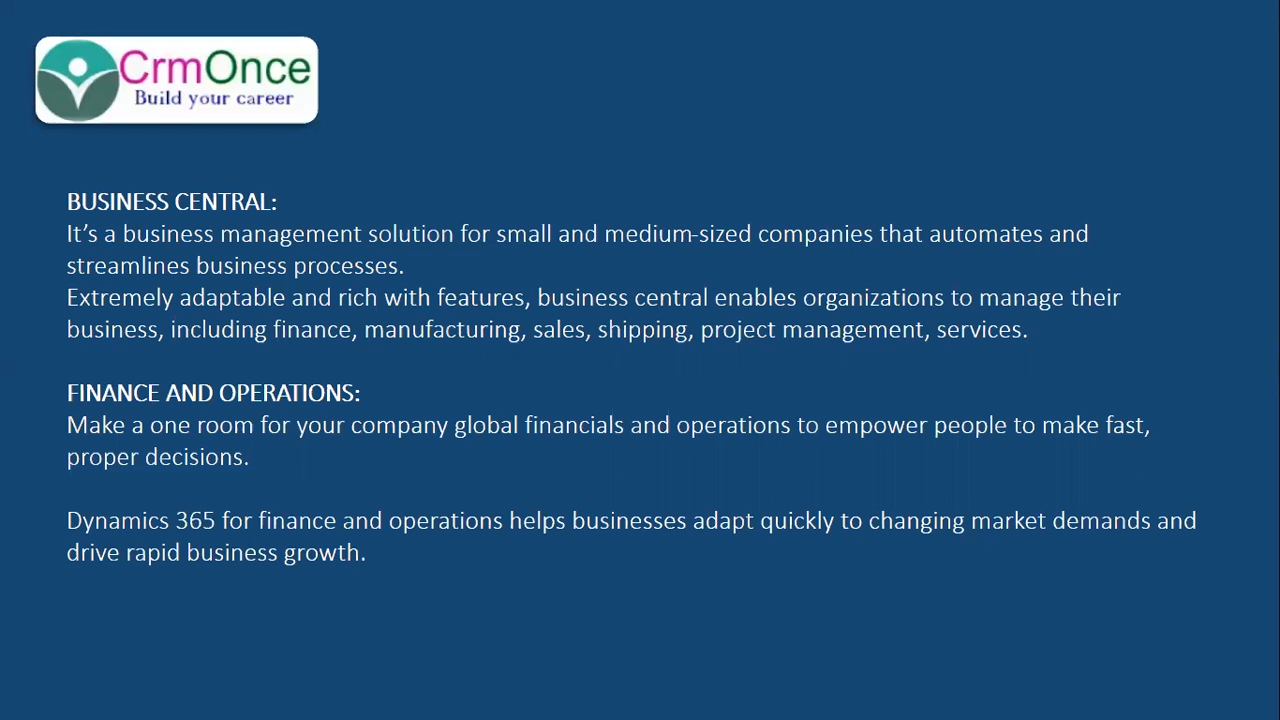 CrmOnce
Build your career
BUSINESS CENTRAL:
It’s a business management solution for small and medium-sized companies that automates and
streamlines business processes.
Extremely adaptable and rich with features, business central enables organizations to manage their
business, including finance, manufacturing, sales, shipping, project management, services.
FINANCE AND OPERATIONS:
Make a one room for your company global financials and operations to empower people to make fast,
proper decisions.
Dynamics 365 for finance and operations helps businesses adapt quickly to changing market demands and
drive rapid business growth.